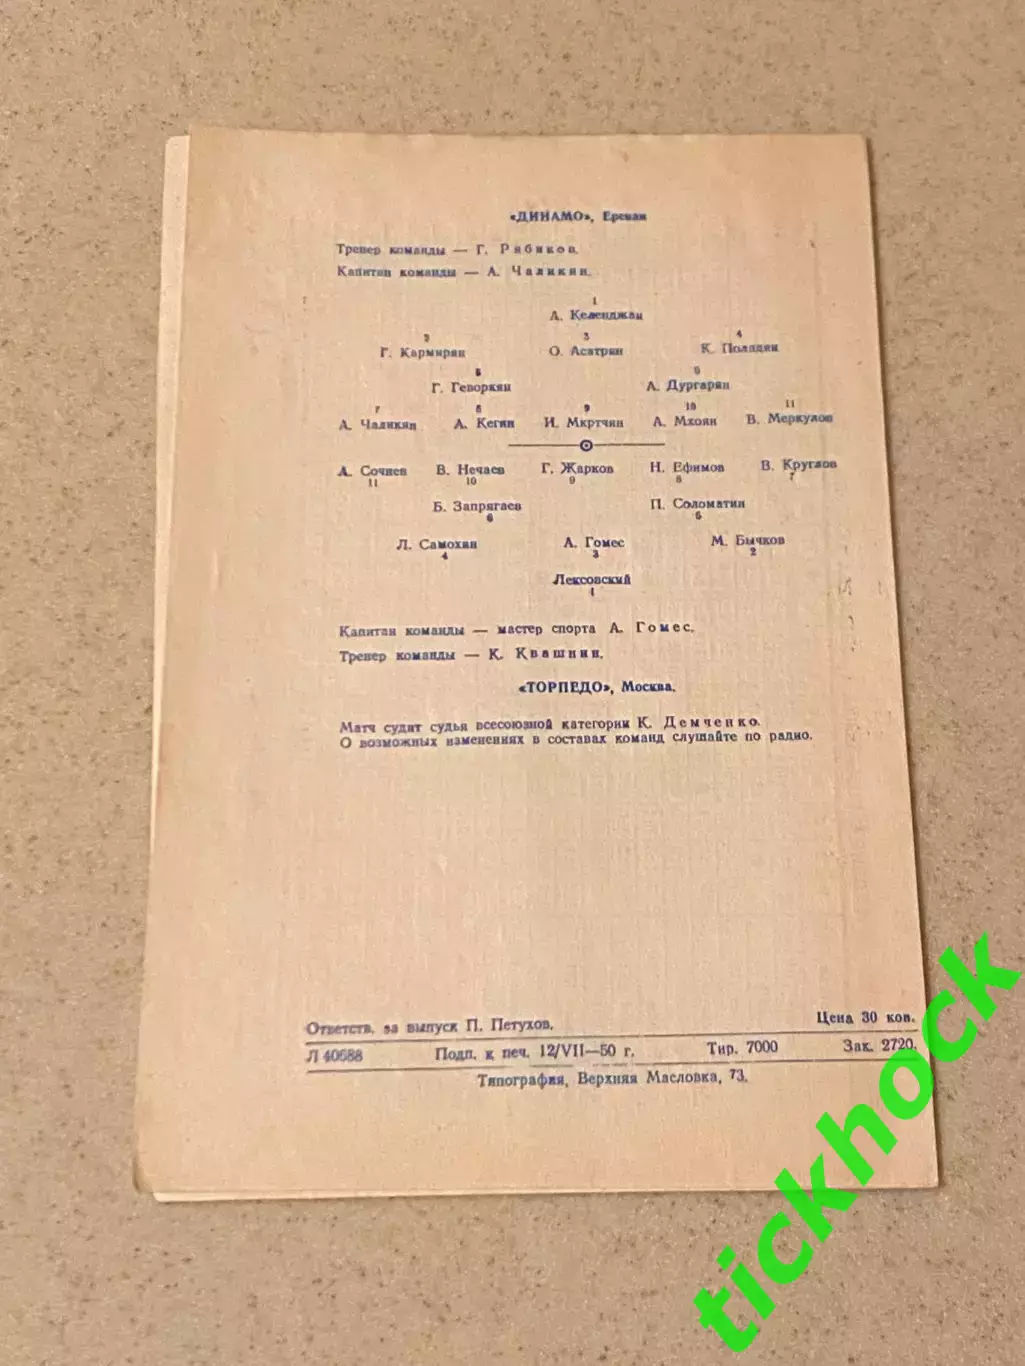 «ДИНАМО», Ереван
Тренер команды — Г. Рябиков.
Капитан команды — А. Чаликян.
1
А. Келенджан
2 3 4
Г. Кармирян О. Асатрян К. Поладян
5 6
Г. Геворкян А. Дургарян
7 8 9 10 11
А. Чаликян А. Кегян И. Мкртчян А. Мхоян В. Меркулов
А. Сочнев В. Нечаев Г. Жарков Н. Ефимов В. Круглов
11 10 9 8 7
Б. Запрягаев П. Соломатин
6 5
Л. Самохин А. Гомес М. Бычков
4 3 2
Лексовский
1
Капитан команды — мастер спорта А. Гомес.
Тренер команды — К. Квашнин.
«ТОРПЕДО», Москва.
Матч судит судья всесоюзной категории К. Демченко.
О возможных изменениях в составах команд слушайте по радио.
Ответств. за выпуск П. Петухов. Цена 30 коп.
Л 40588 Подп. к печ. 12/VII—50 г. Тир. 7000 Зак. 2720.
Типография, Верхняя Масловка, 73.
tickhock